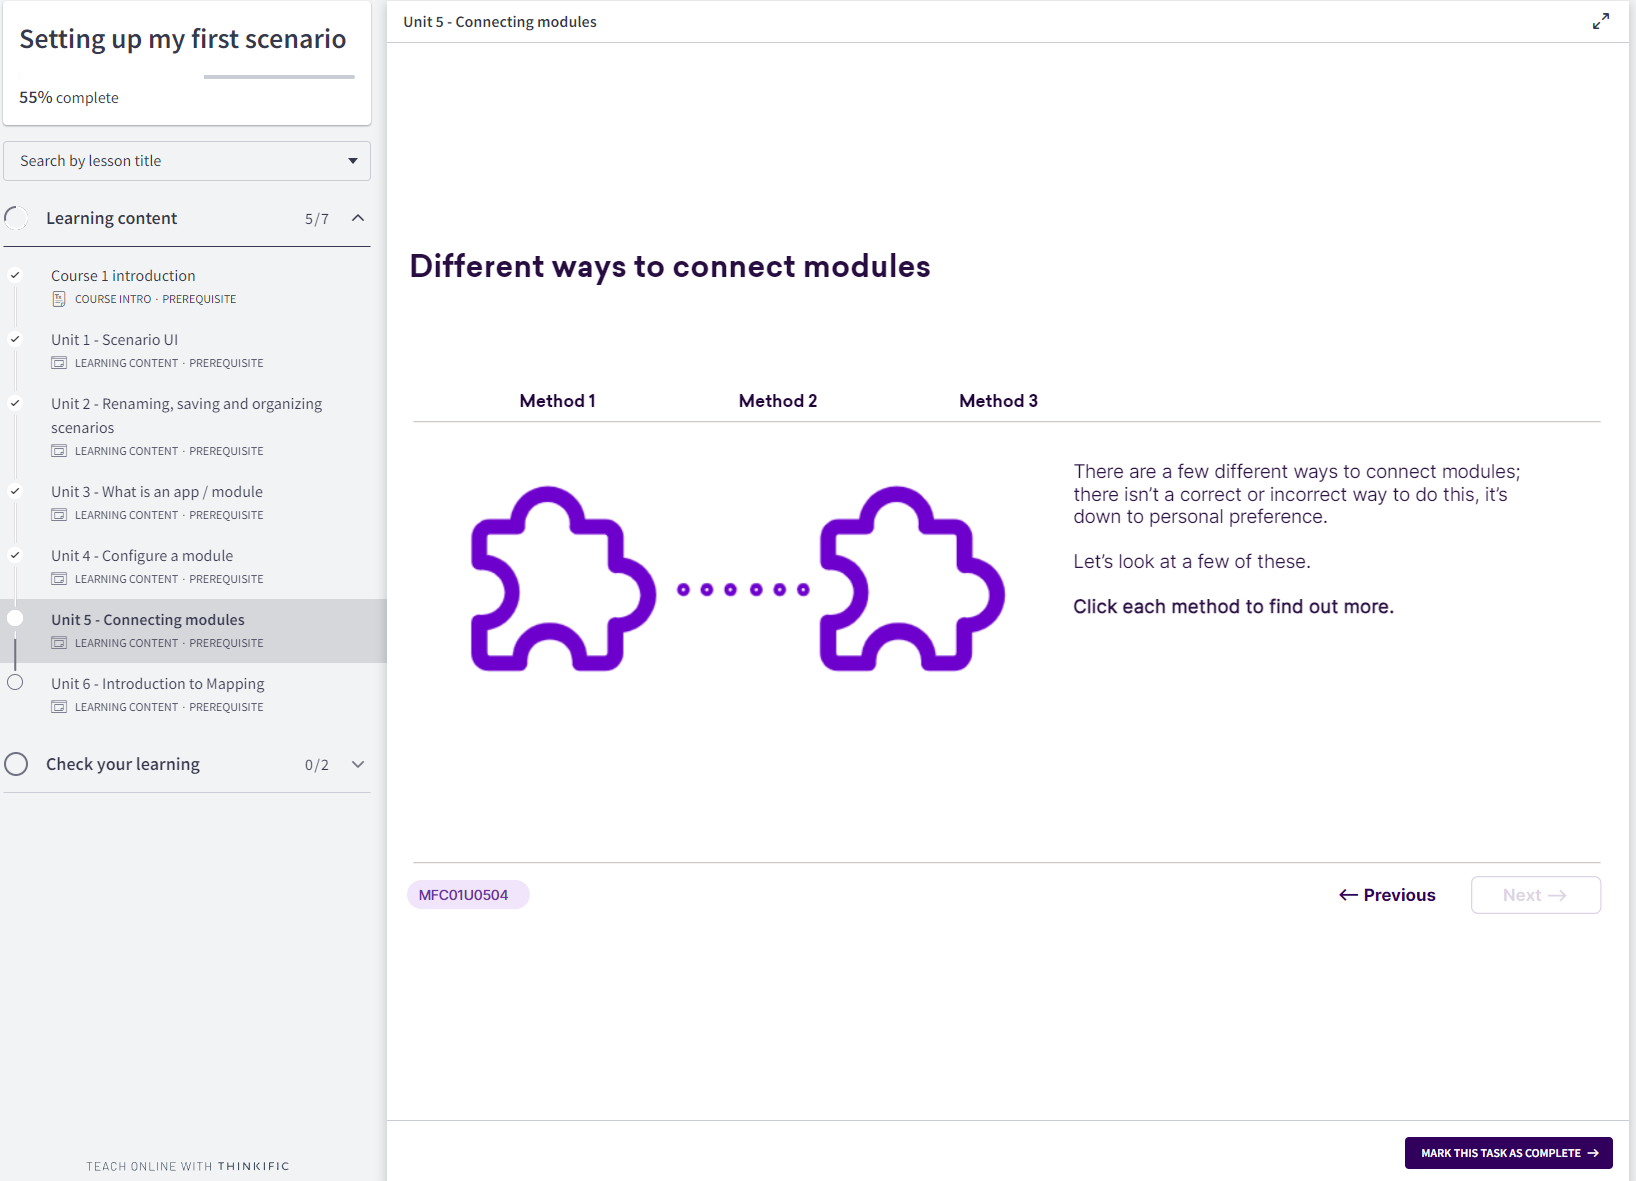 Setting up my first scenario
55% complete
Search by lesson title
Learning content 5/7
Course 1 introduction
COURSE INTRO · PREREQUISITE
Unit 1 - Scenario UI
LEARNING CONTENT · PREREQUISITE
Unit 2 - Renaming, saving and organizing
scenarios
LEARNING CONTENT · PREREQUISITE
Unit 3 - What is an app / module
LEARNING CONTENT · PREREQUISITE
Unit 4 - Configure a module
LEARNING CONTENT · PREREQUISITE
Unit 5 - Connecting modules
LEARNING CONTENT · PREREQUISITE
Unit 6 - Introduction to Mapping
LEARNING CONTENT · PREREQUISITE
Check your learning 0/2
TEACH ONLINE WITH THINKIFIC
Unit 5 - Connecting modules
Different ways to connect modules
Method 1 Method 2 Method 3
There are a few different ways to connect modules;
there isn't a correct or incorrect way to do this, it's
down to personal preference.
Let's look at a few of these.
Click each method to find out more.
MFC01U0504
← Previous
Next →
MARK THIS TASK AS COMPLETE →